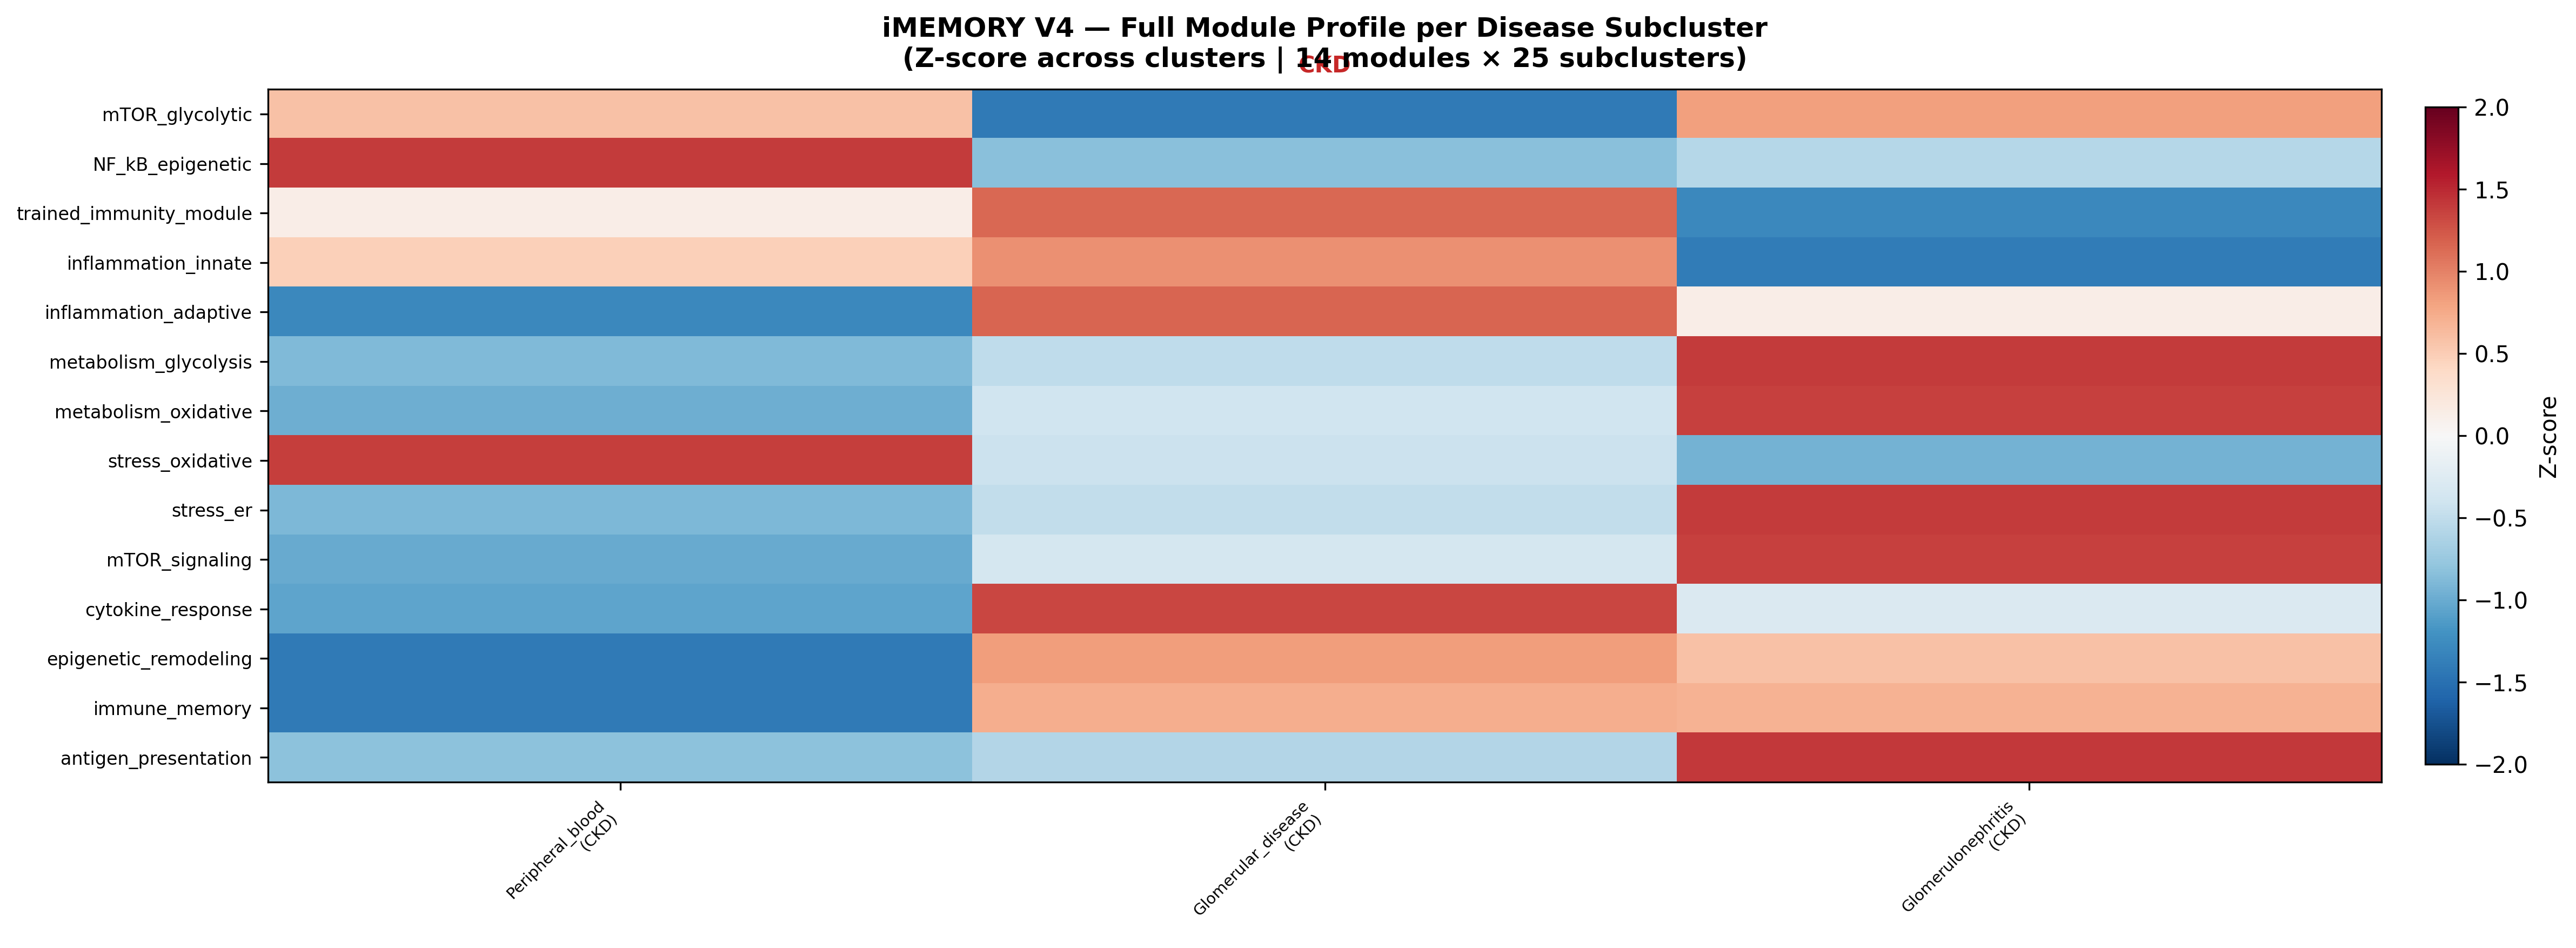 iMEMORY V4 — Full Module Profile per Disease Subcluster
(Z-score across clusters | 14 modules × 25 subclusters)
CKD
mTOR_glycolytic
NF_kB_epigenetic
trained_immunity_module
inflammation_innate
inflammation_adaptive
metabolism_glycolysis
metabolism_oxidative
stress_oxidative
stress_er
mTOR_signaling
cytokine_response
epigenetic_remodeling
immune_memory
antigen_presentation
Peripheral_blood
(CKD)
Glomerular_disease
(CKD)
Glomerulonephritis
(CKD)
2.0
1.5
1.0
0.5
0.0
−0.5
−1.0
−1.5
−2.0
Z-score